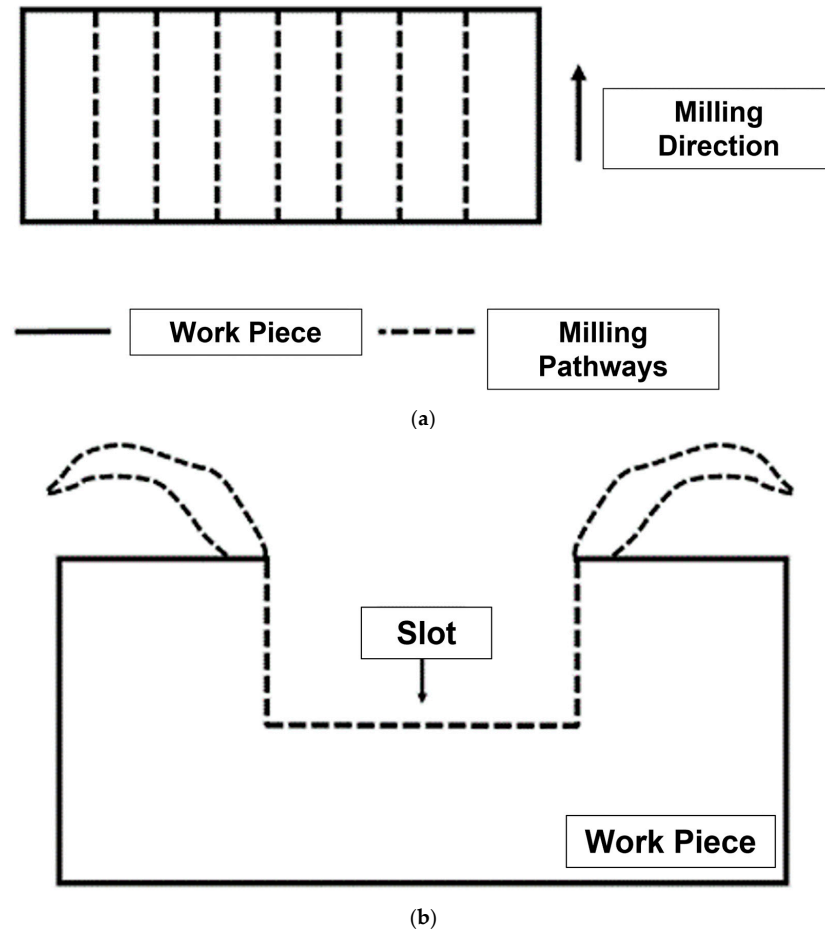 Milling
Direction
Work Piece
Milling
Pathways
(a)
Slot
Work Piece
(b)